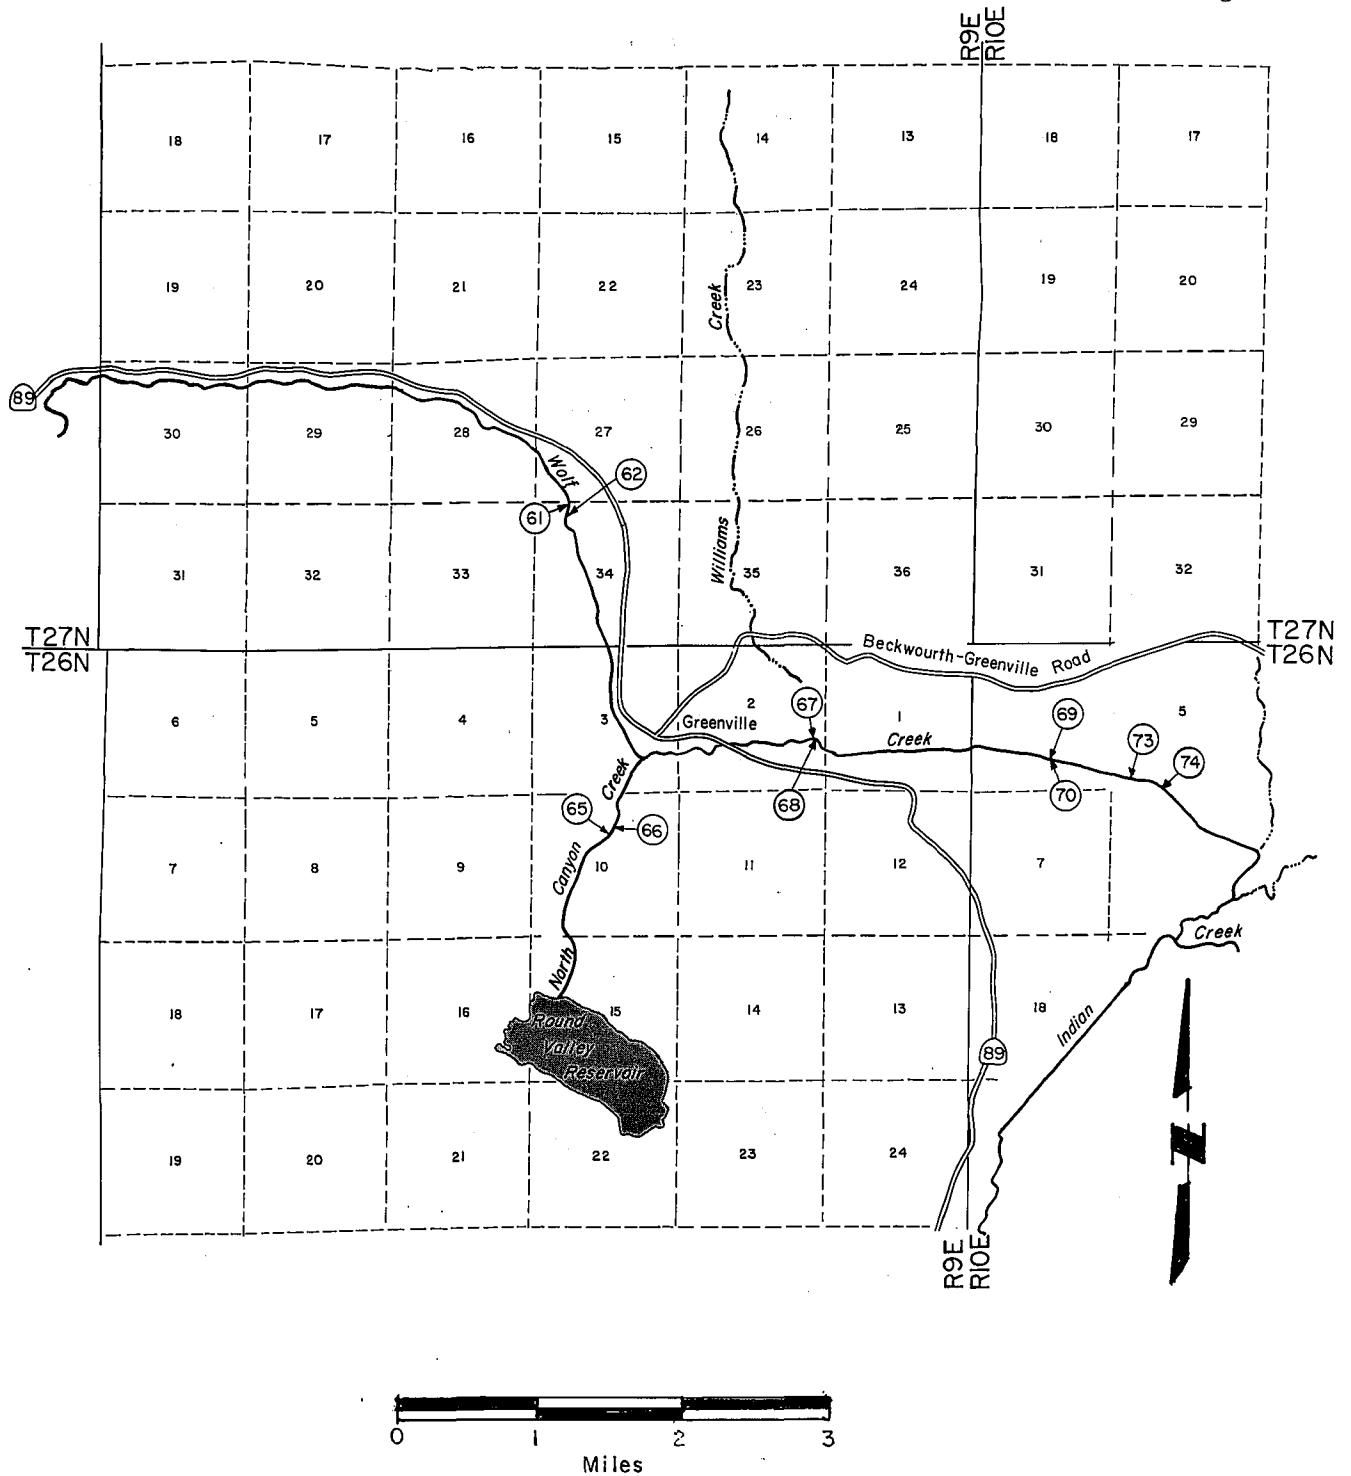 R9E
R10E
18 17 16 15 14 13 18 17
19 20 21 22 23 24 19 20
Creek
89
30 29 28 27 26 25 30 29
Wolf
62
61
Williams
31 32 33 34 35 36 31 32
T27N
T26N
T27N
T26N
Beckwourth-Greenville Road
6 5 4 3 2 1 5
Greenville
67
69
Creek
73
74
Creek
68
70
65
66
7 8 9 10 11 12 7
Canyon
Creek
North
18 17 16 15 14 13 18
Round
Valley
Reservoir
Indian
89
19 20 21 22 23 24
N
R9E
R10E
0 1 2 3
Miles